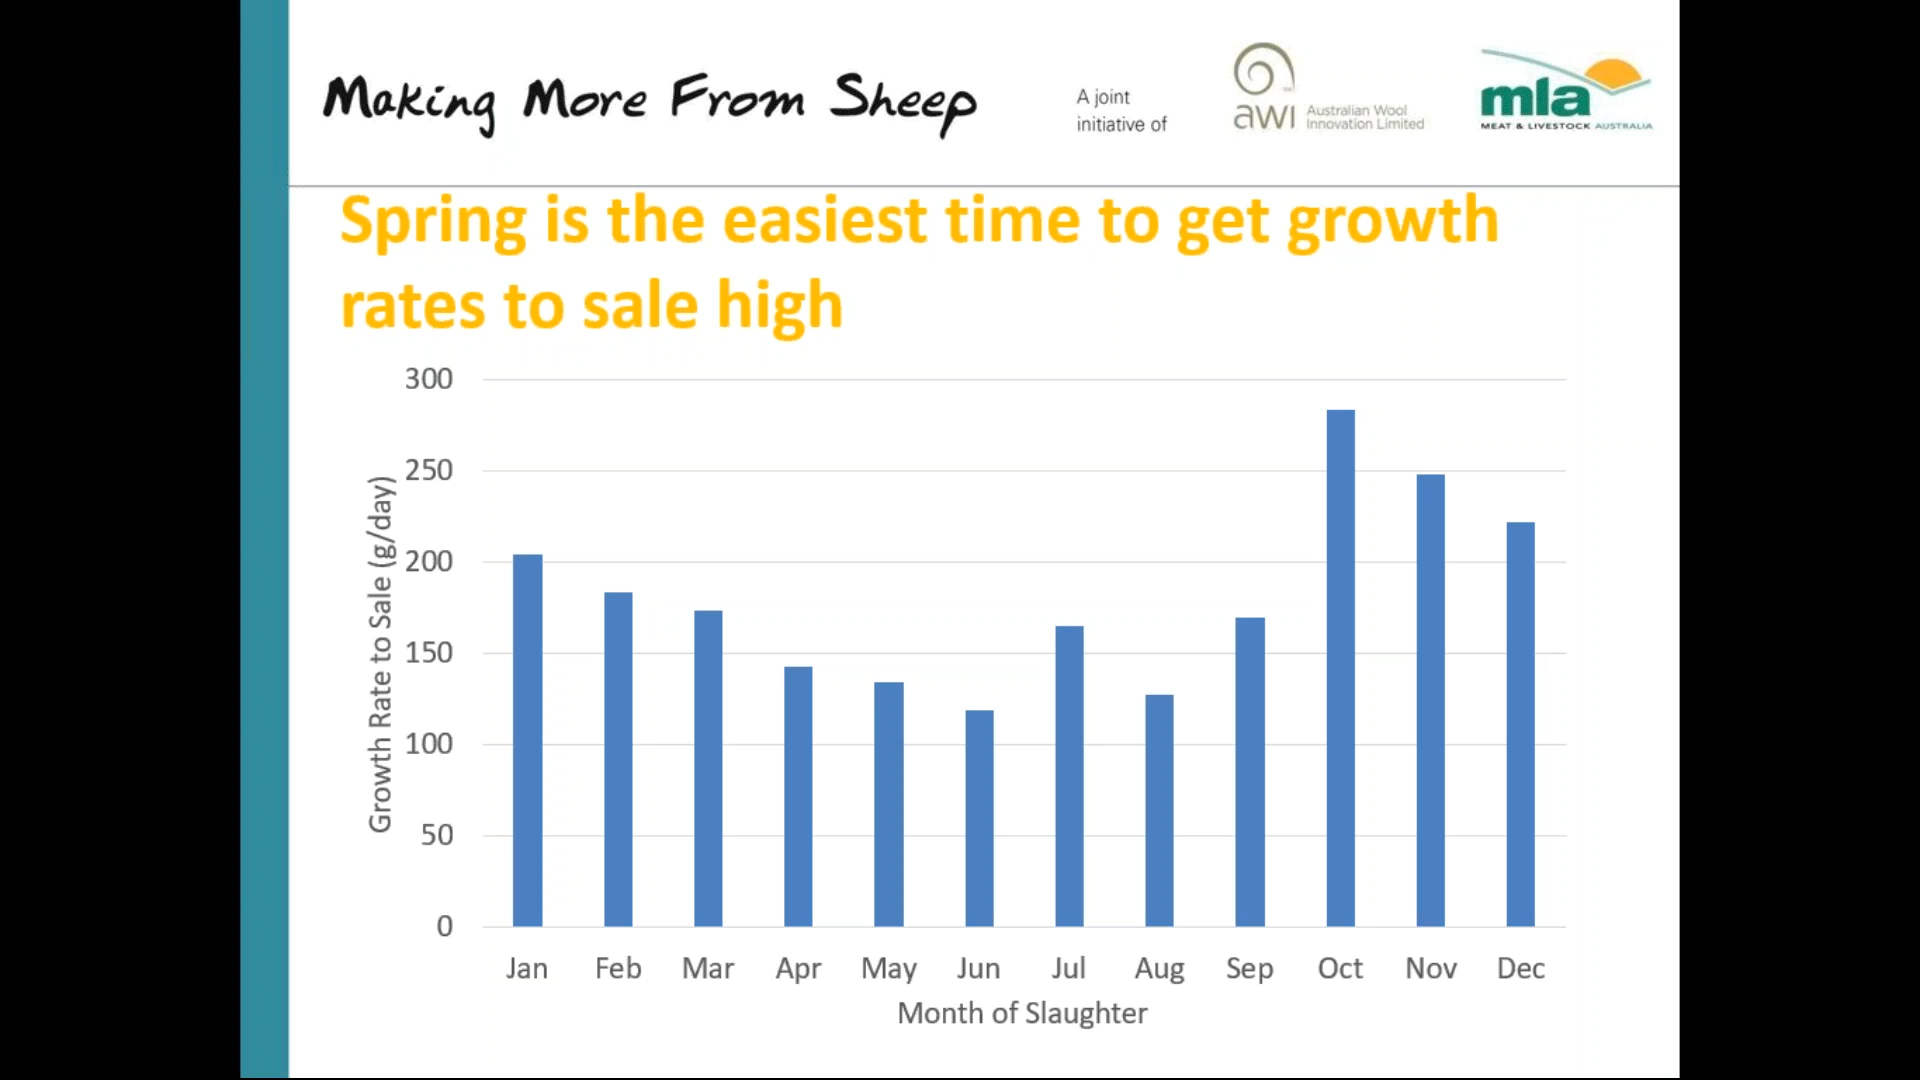 Making More From Sheep
A joint
initiative of
awi
Australian Wool
Innovation Limited
mla
MEAT & LIVESTOCK AUSTRALIA
Spring is the easiest time to get growth
rates to sale high
Growth Rate to Sale (g/day)
300
250
200
150
100
50
0
Jan Feb Mar Apr May Jun Jul Aug Sep Oct Nov Dec
Month of Slaughter